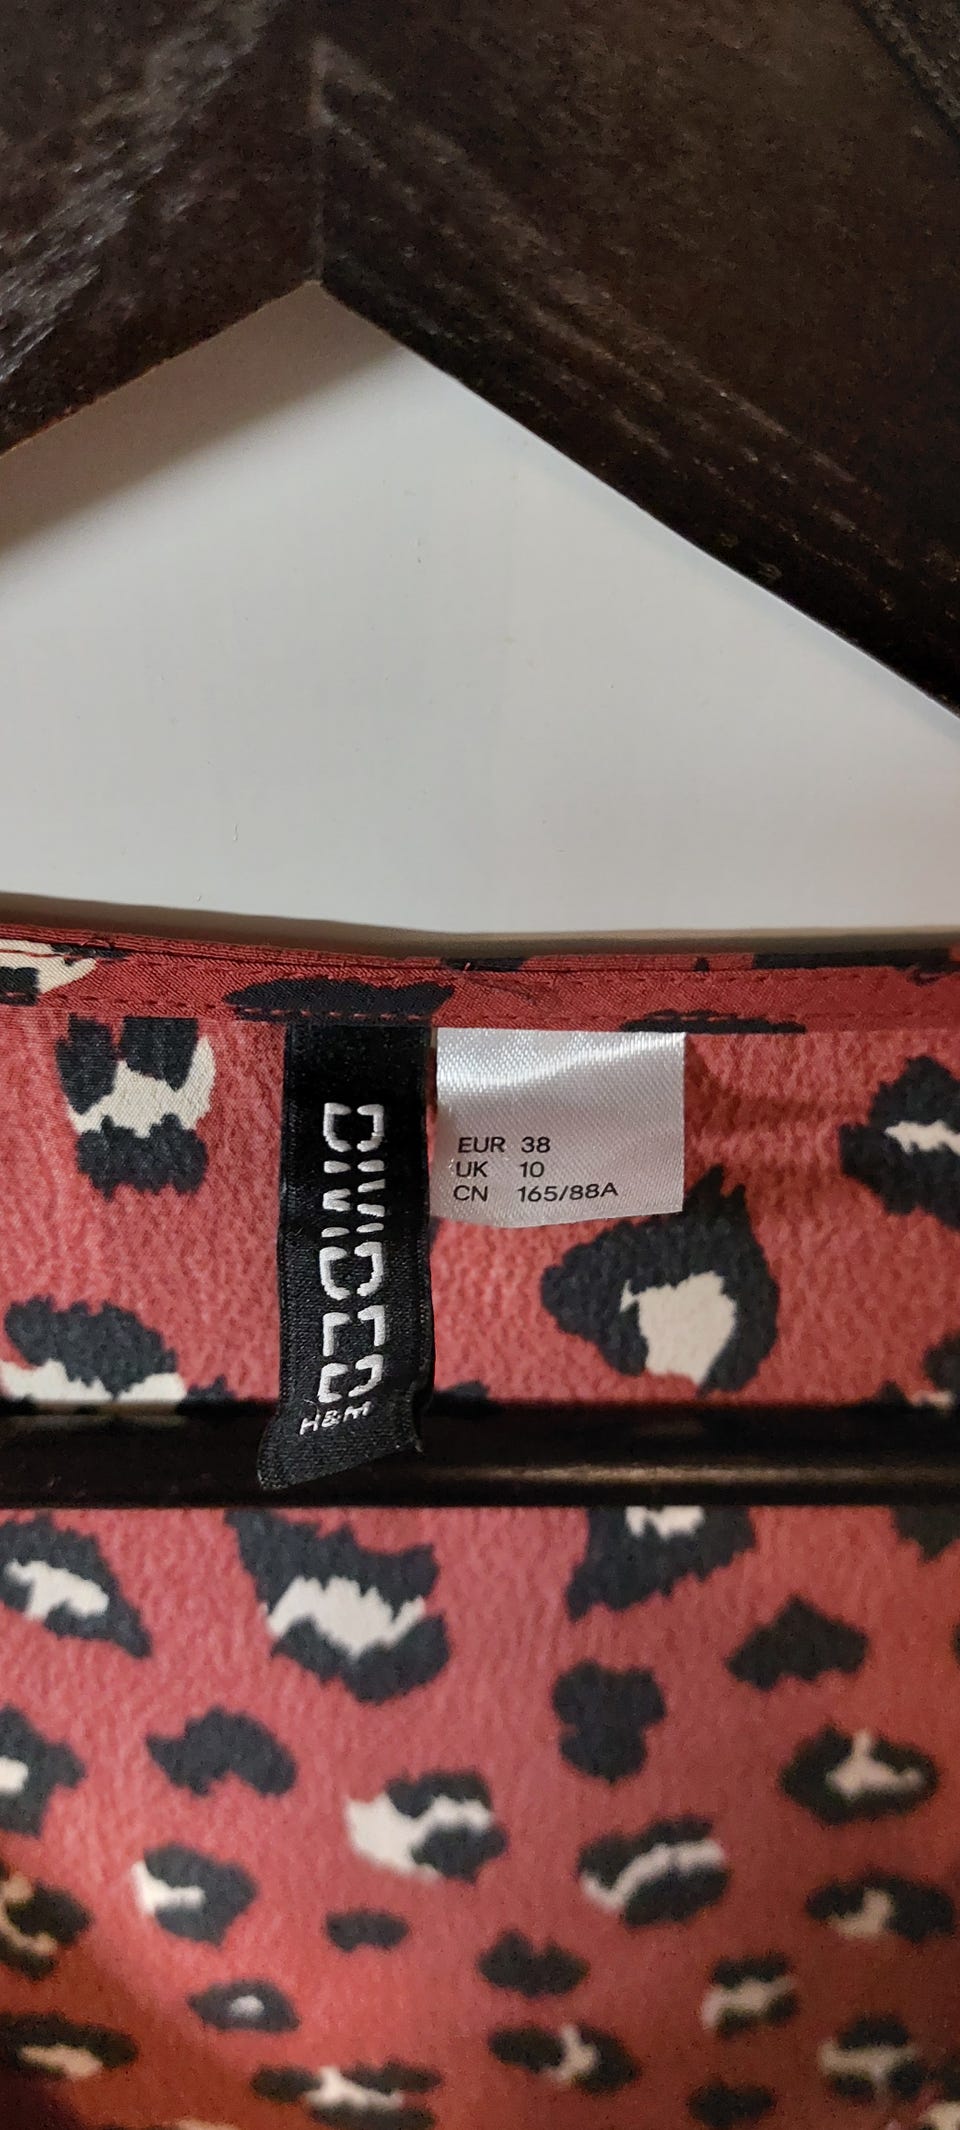 DIVIDED
H&M
EUR 38
UK 10
CN 165/88A